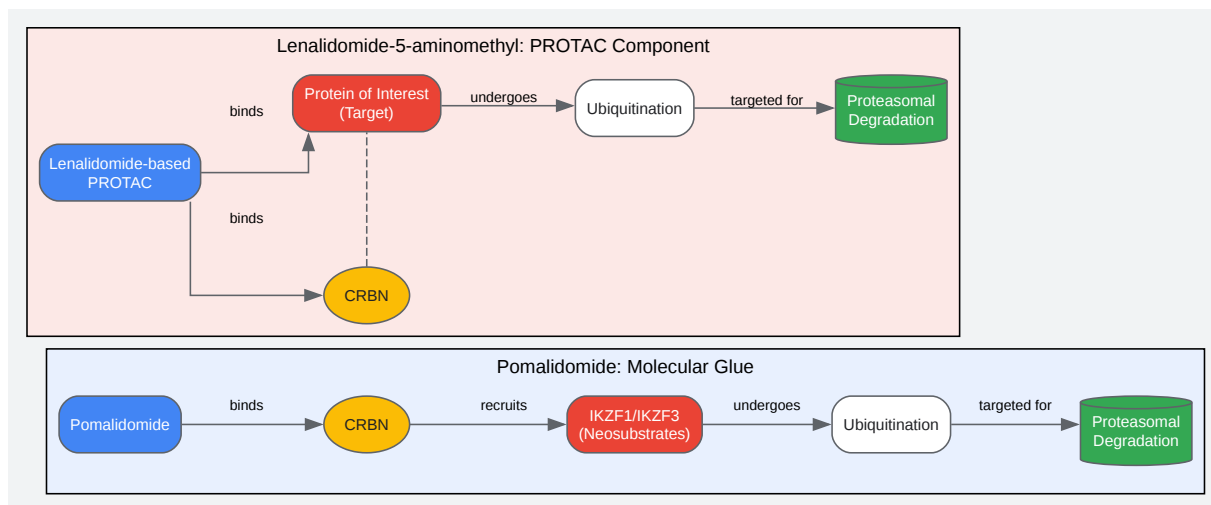 Lenalidomide-5-aminomethyl: PROTAC Component
binds
Protein of Interest
(Target)
undergoes
Ubiquitination
targeted for
Proteasomal
Degradation
Lenalidomide-based
PROTAC
binds
CRBN
Pomalidomide: Molecular Glue
Pomalidomide
binds
CRBN
recruits
IKZF1/IKZF3
(Neosubstrates)
undergoes
Ubiquitination
targeted for
Proteasomal
Degradation